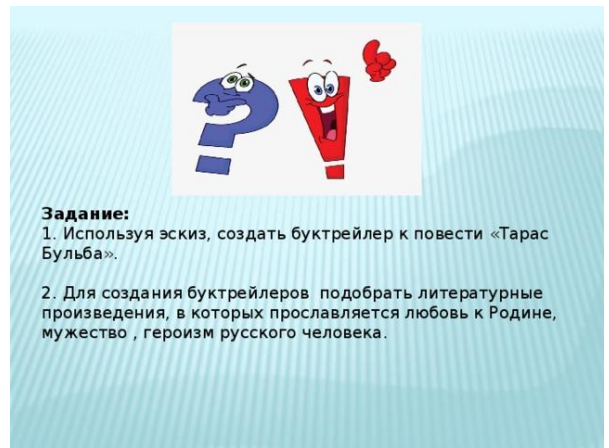 Задание:
1. Используя эскиз, создать буктрейлер к повести «Тарас
Бульба».
2. Для создания буктрейлеров  подобрать литературные
произведения, в которых прославляется любовь к Родине,
мужество , героизм русского человека.